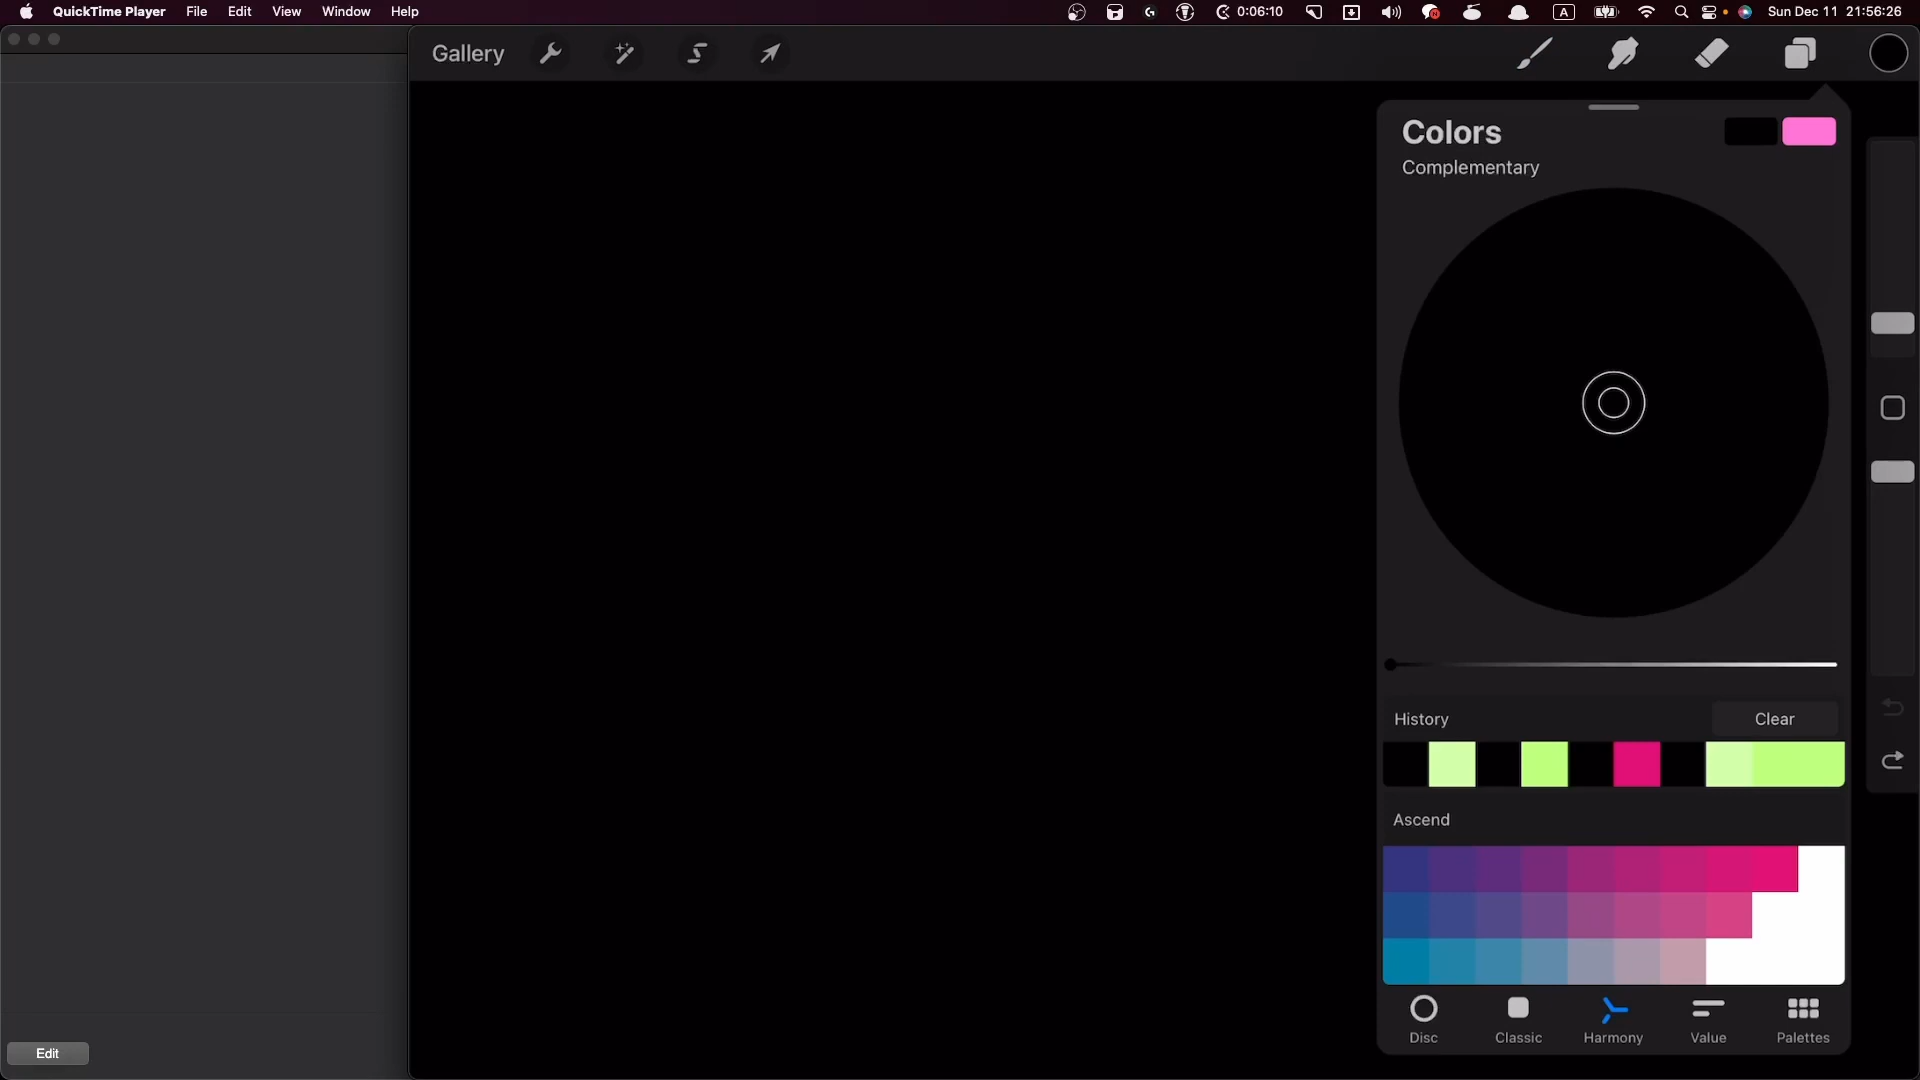 QuickTime Player File Edit View Window Help 0:06:10 A Sun Dec 11 21:56:26
Gallery
Colors
Complementary
History Clear
Ascend
Disc Classic Harmony Value Palettes
Edit